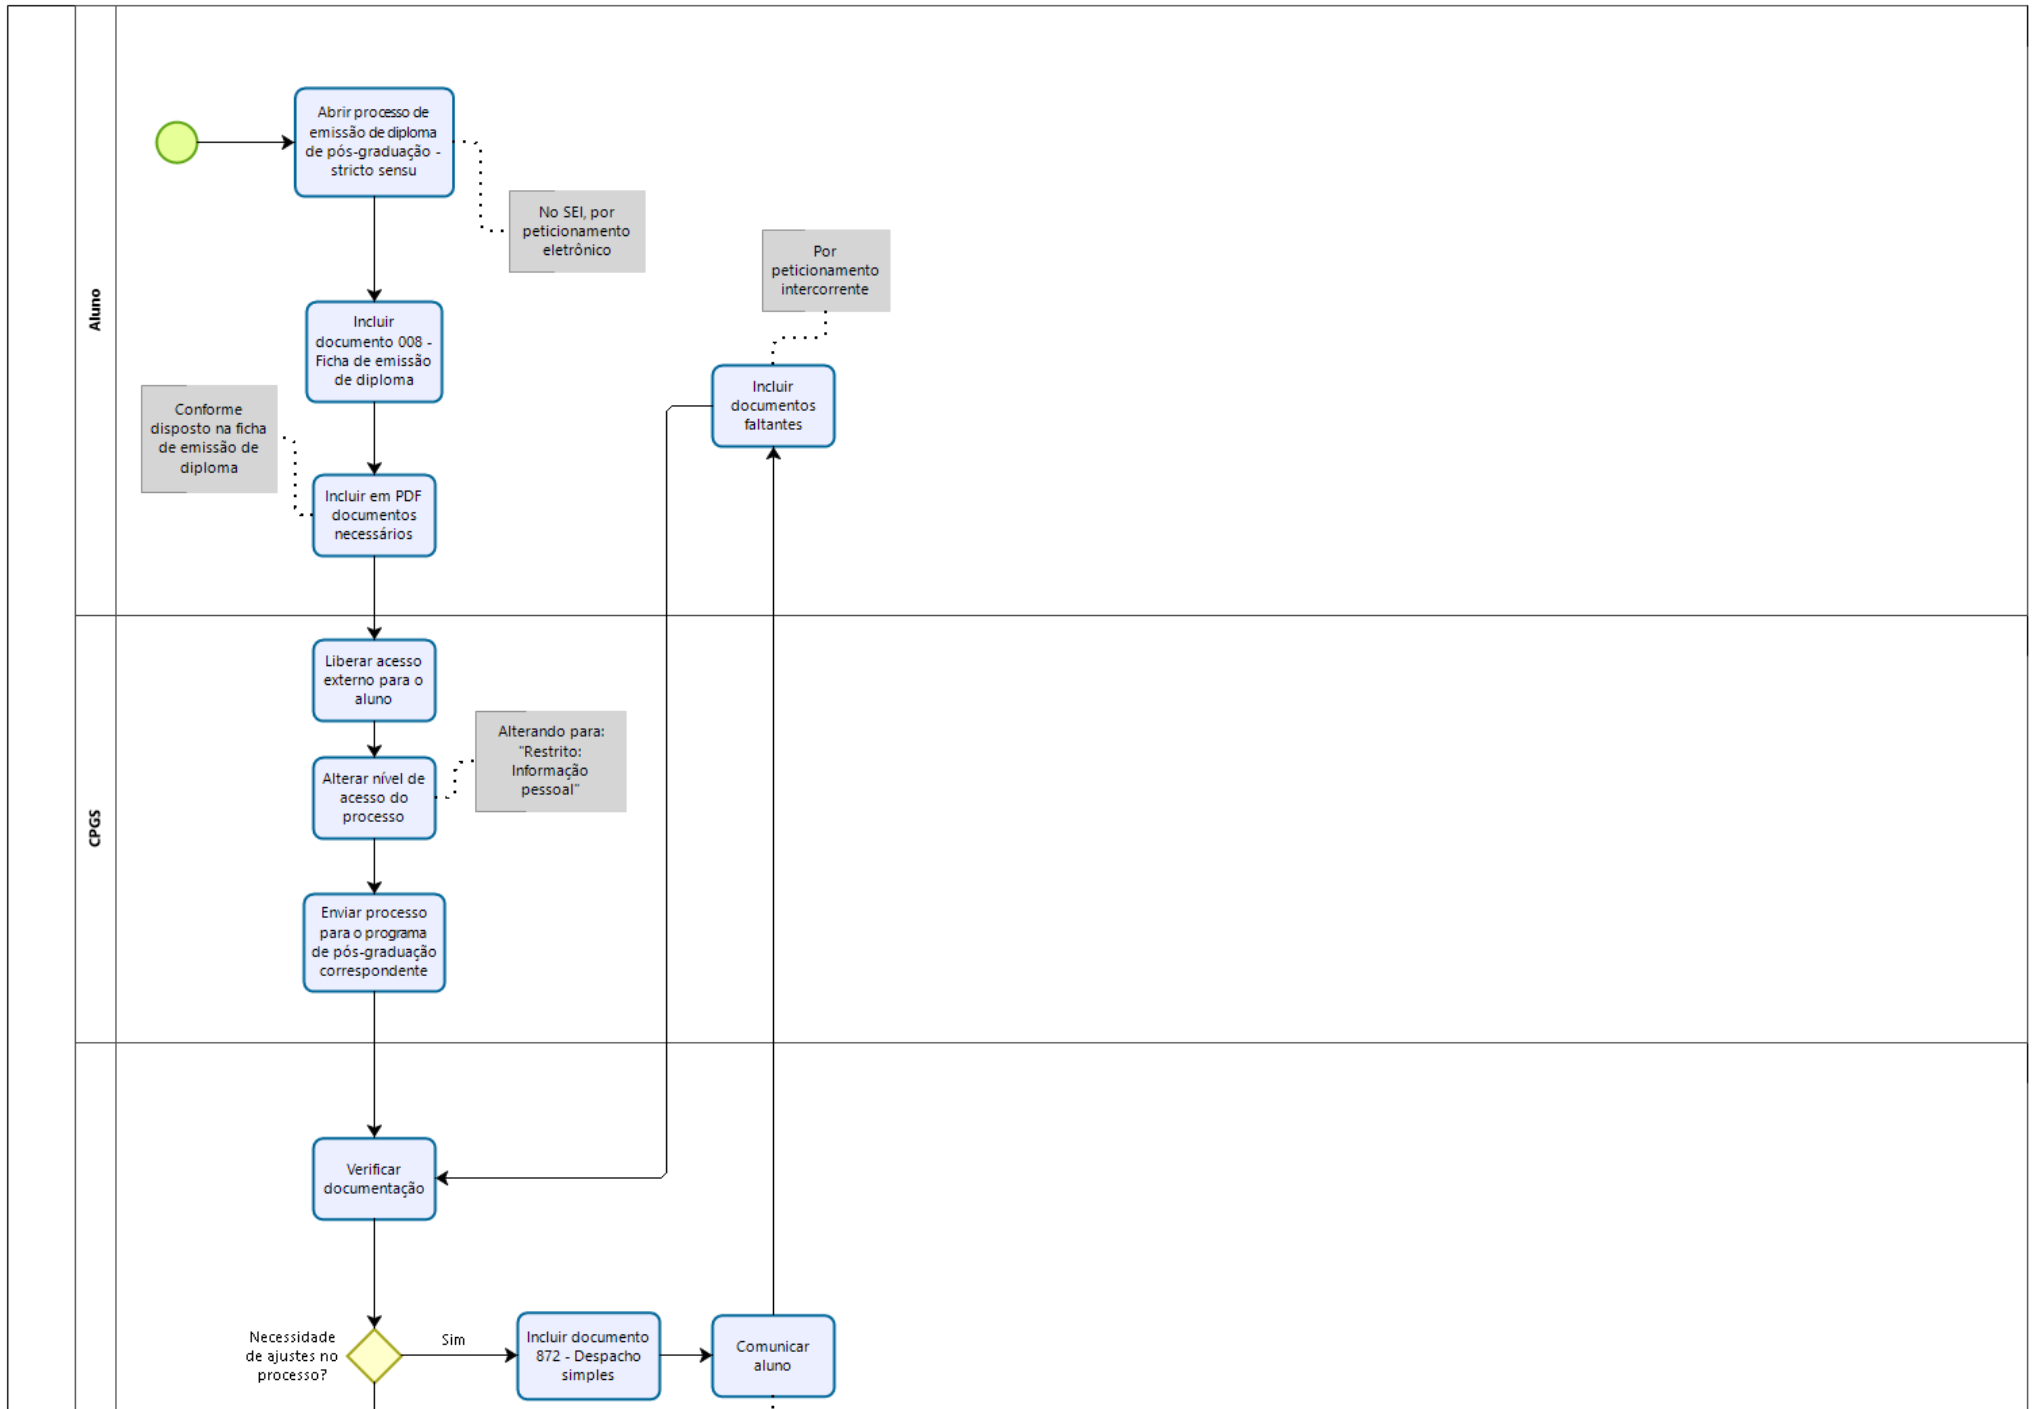 Aluno
Abrir processo de
emissão de diploma
de pós-graduação -
stricto sensu
No SEI, por
peticionamento
eletrônico
Por
peticionamento
intercorrente
Incluir
documento 008 -
Ficha de emissão
de diploma
Incluir
documentos
faltantes
Conforme
disposto na ficha
de emissão de
diploma
Incluir em PDF
documentos
necessários
CPGS
Liberar acesso
externo para o
aluno
Alterando para:
"Restrito:
Informação
pessoal"
Alterar nível de
acesso do
processo
Enviar processo
para o programa
de pós-graduação
correspondente
Verificar
documentação
Necessidade
de ajustes no
processo?
Sim
Incluir documento
872 - Despacho
simples
Comunicar
aluno